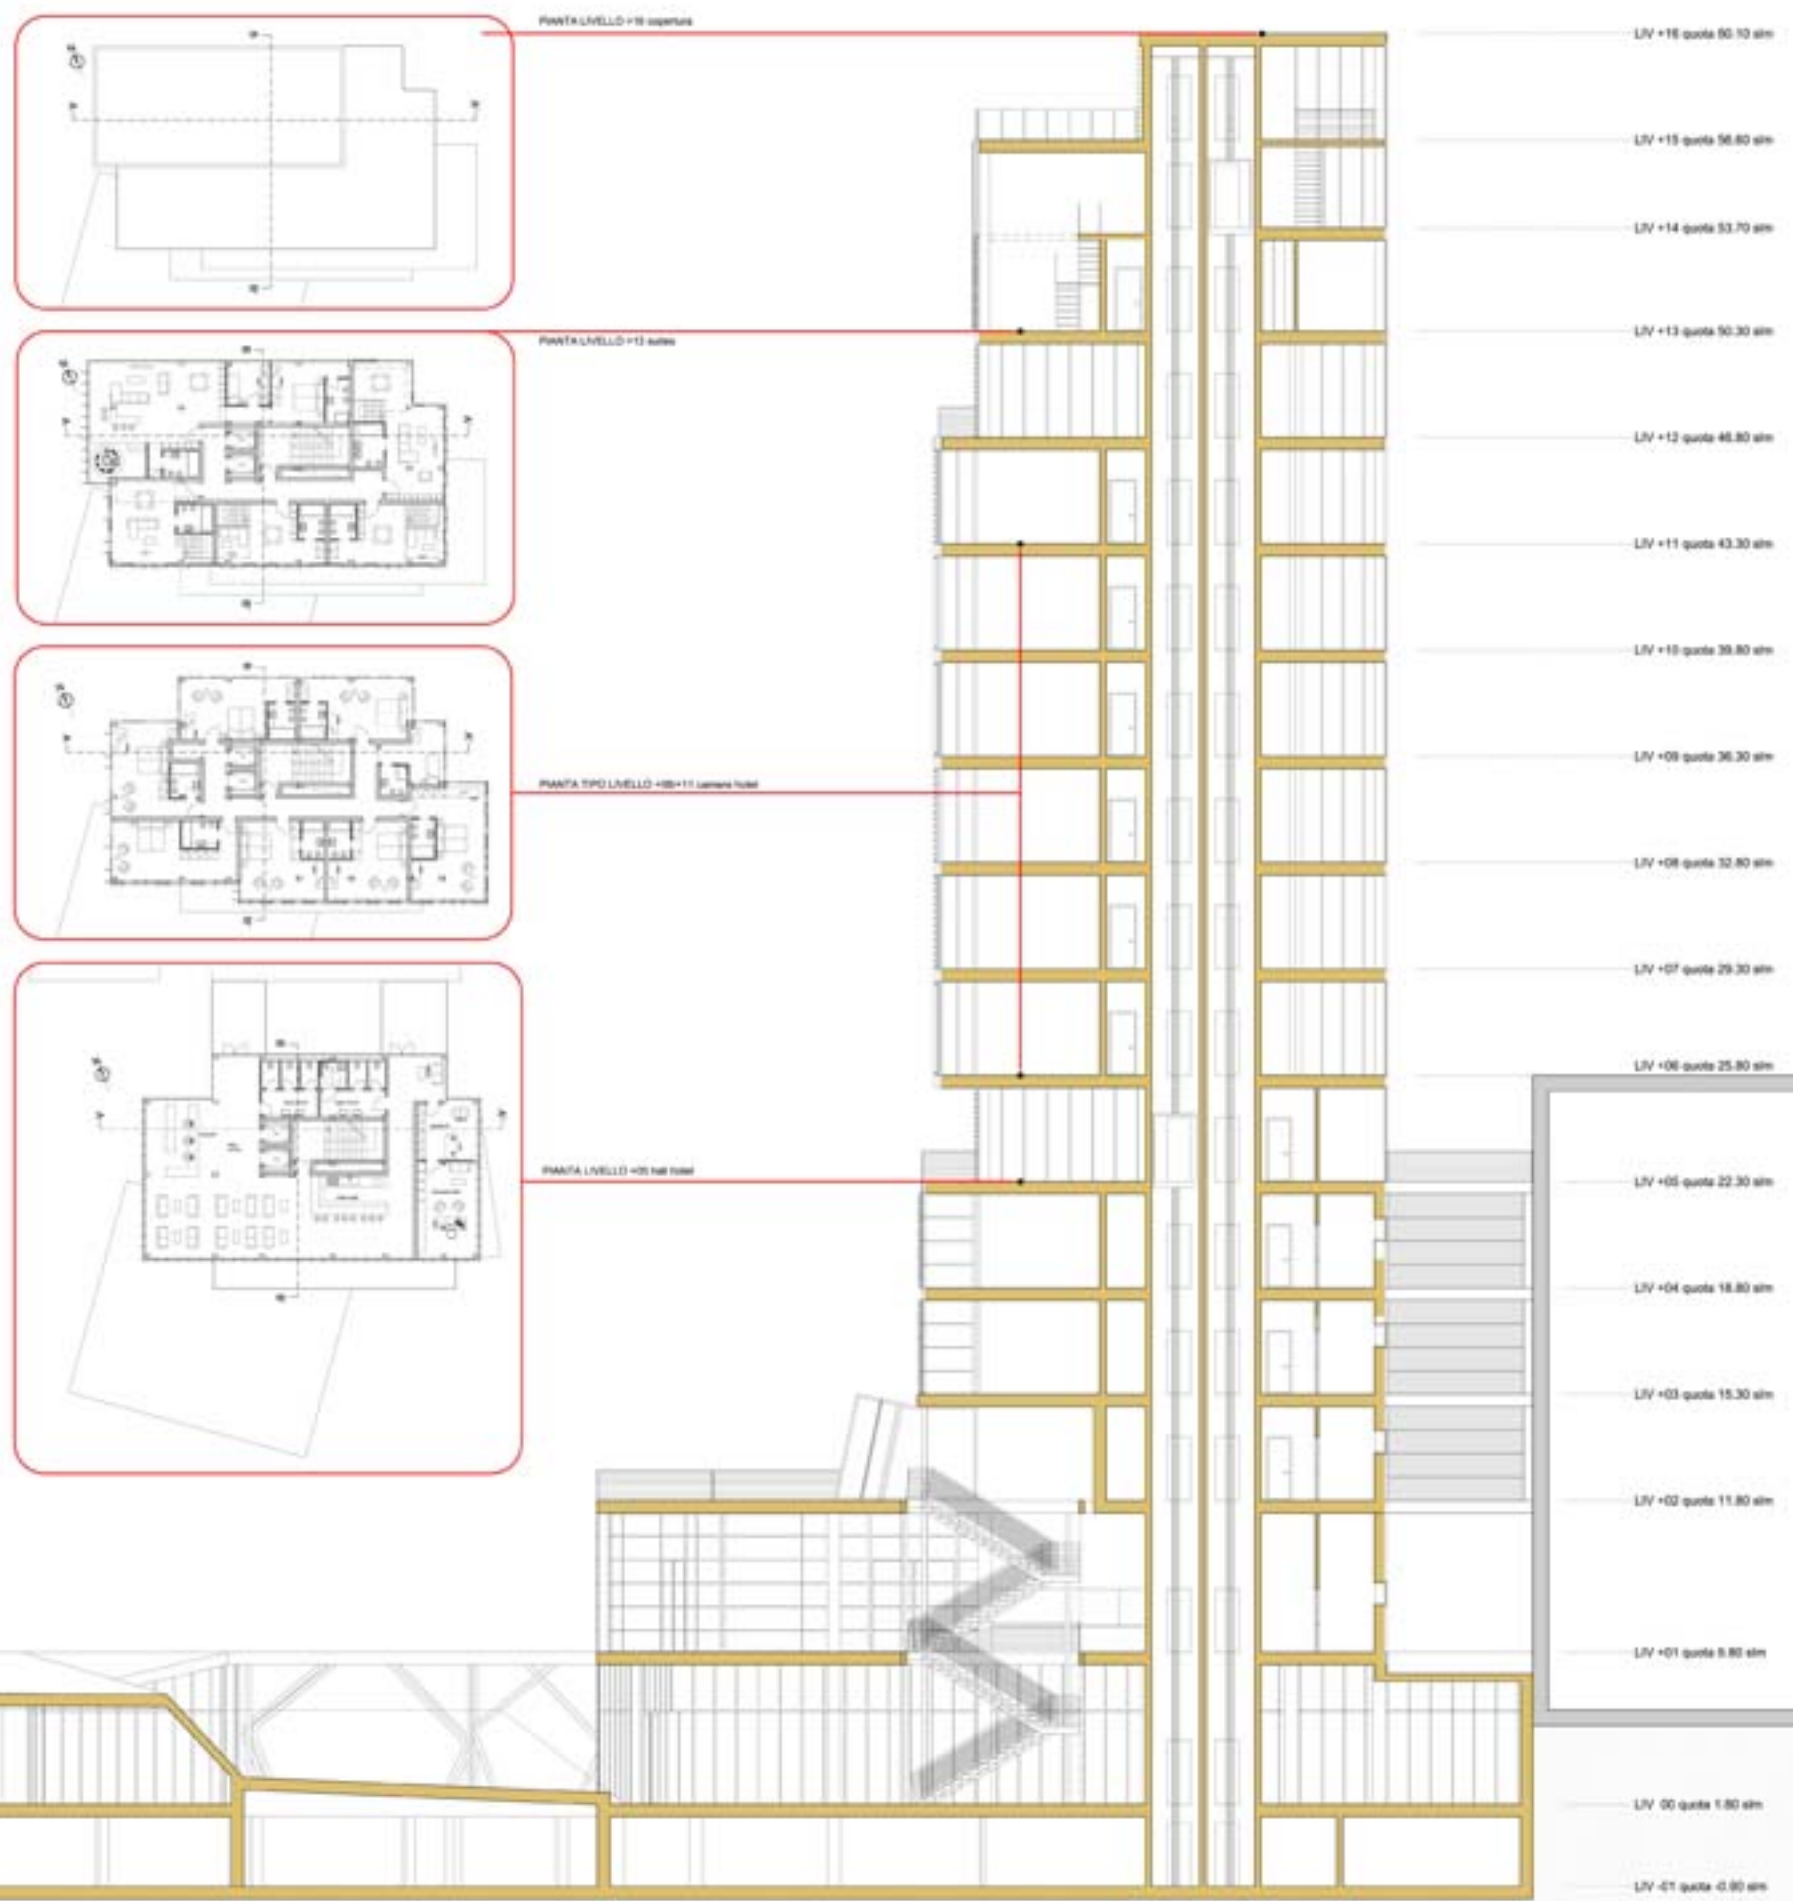 PIANTA LIVELLO +16 copertura
PIANTA LIVELLO +13 suites
PIANTA TIPO LIVELLO +06/+11 camere hotel
PIANTA LIVELLO +05 hall hotel
LIV +16 quota 60.10 slm
LIV +15 quota 56.60 slm
LIV +14 quota 53.70 slm
LIV +13 quota 50.30 slm
LIV +12 quota 46.80 slm
LIV +11 quota 43.30 slm
LIV +10 quota 39.80 slm
LIV +09 quota 36.30 slm
LIV +08 quota 32.80 slm
LIV +07 quota 29.30 slm
LIV +06 quota 25.80 slm
LIV +05 quota 22.30 slm
LIV +04 quota 18.80 slm
LIV +03 quota 15.30 slm
LIV +02 quota 11.80 slm
LIV +01 quota 6.80 slm
LIV 00 quota 1.80 slm
LIV -01 quota -0.90 slm